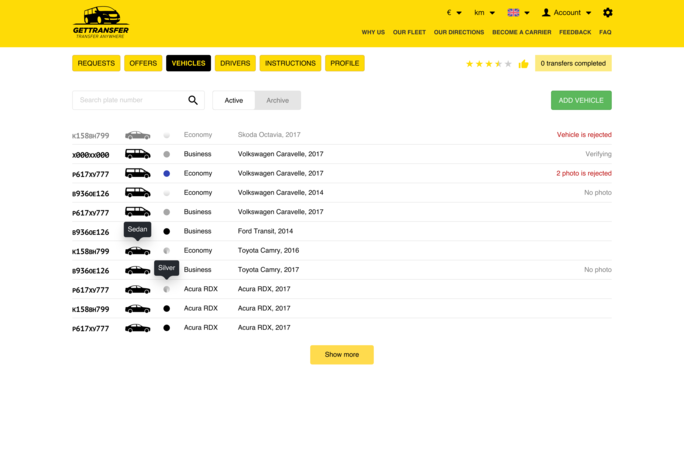 € km Account
GETTRANSFER
TRANSFER ANYWHERE
WHY US OUR FLEET OUR DIRECTIONS BECOME A CARRIER FEEDBACK FAQ
REQUESTS OFFERS VEHICLES DRIVERS INSTRUCTIONS PROFILE 0 transfers completed
Search plate number Active Archive ADD VEHICLE
К158ВН799 Economy Skoda Octavia, 2017 Vehicle is rejected
Х000ХХ000 Business Volkswagen Caravelle, 2017 Verifying
Р617ХУ777 Economy Volkswagen Caravelle, 2017 2 photo is rejected
В936ОЕ126 Economy Volkswagen Caravelle, 2014 No photo
Р617ХУ777 Business Volkswagen Caravelle, 2017
В936ОЕ126 Business Ford Transit, 2014
Sedan
К158ВН799 Economy Toyota Camry, 2016
В936ОЕ126 Business Toyota Camry, 2017 No photo
Silver
Р617ХУ777 Acura RDX Acura RDX, 2017
К158ВН799 Acura RDX Acura RDX, 2017
Р617ХУ777 Acura RDX Acura RDX, 2017
Show more